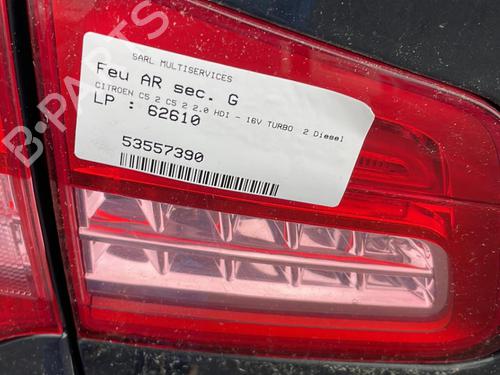 SARL MULTISERVICES
Feu AR sec. G
CITROEN C5 2 C5 2 2.0 HDI - 16V TURBO 2 Diesel
LP : 62610
53557390
B-PARTS